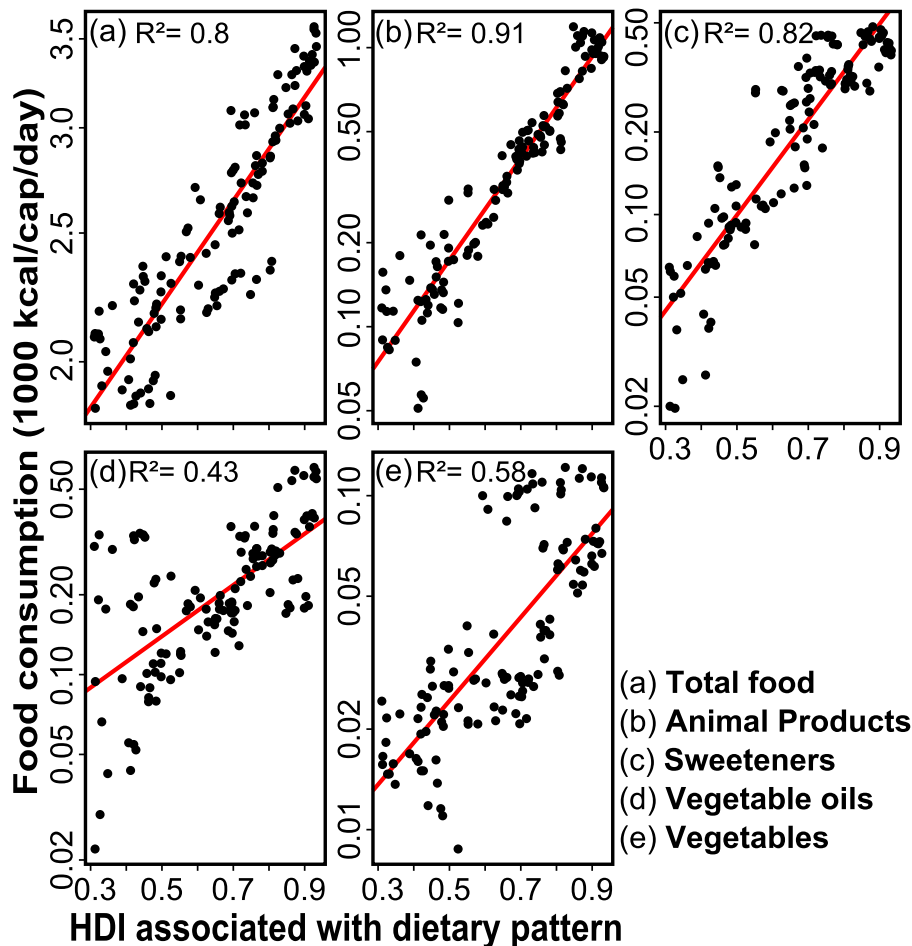 (a) R²= 0.8
(b) R²= 0.91
(c) R²= 0.82
3.5
3.0
2.5
2.0
1.00
0.50
0.20
0.10
0.05
0.50
0.20
0.10
0.05
0.02
0.3 0.5 0.7 0.9
Food consumption (1000 kcal/cap/day)
(d) R²= 0.43
(e) R²= 0.58
0.50
0.20
0.10
0.05
0.02
0.10
0.05
0.02
0.01
0.3 0.5 0.7 0.9
0.3 0.5 0.7 0.9
HDI associated with dietary pattern
(a) Total food
(b) Animal Products
(c) Sweeteners
(d) Vegetable oils
(e) Vegetables